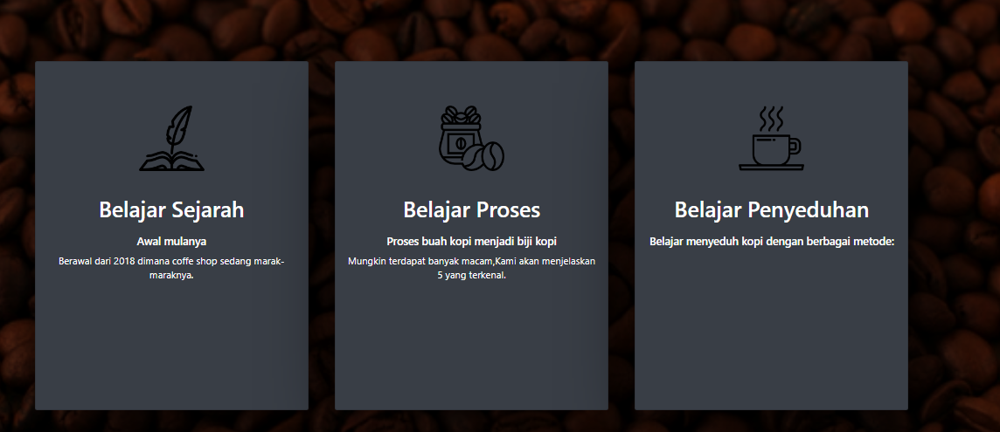 Belajar Sejarah
Awal mulanya
Berawal dari 2018 dimana coffe shop sedang marak-
maraknya.
Belajar Proses
Proses buah kopi menjadi biji kopi
Mungkin terdapat banyak macam,Kami akan menjelaskan
5 yang terkenal.
Belajar Penyeduhan
Belajar menyeduh kopi dengan berbagai metode: